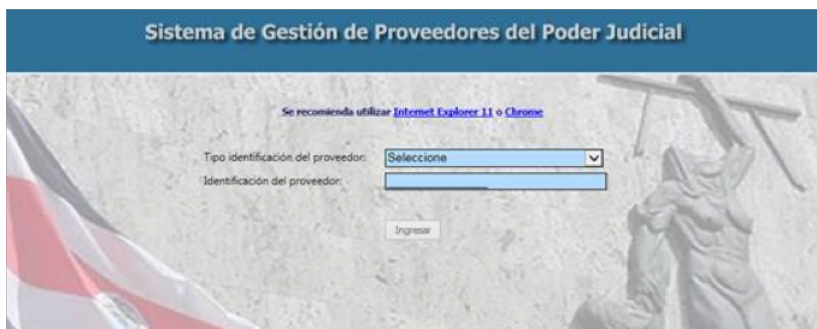 Sistema de Gestión de Proveedores del Poder Judicial
Se recomienda utilizar Internet Explorer 11 o Chrome
Tipo identificación del proveedor: Seleccione
Identificación del proveedor:
Ingresar